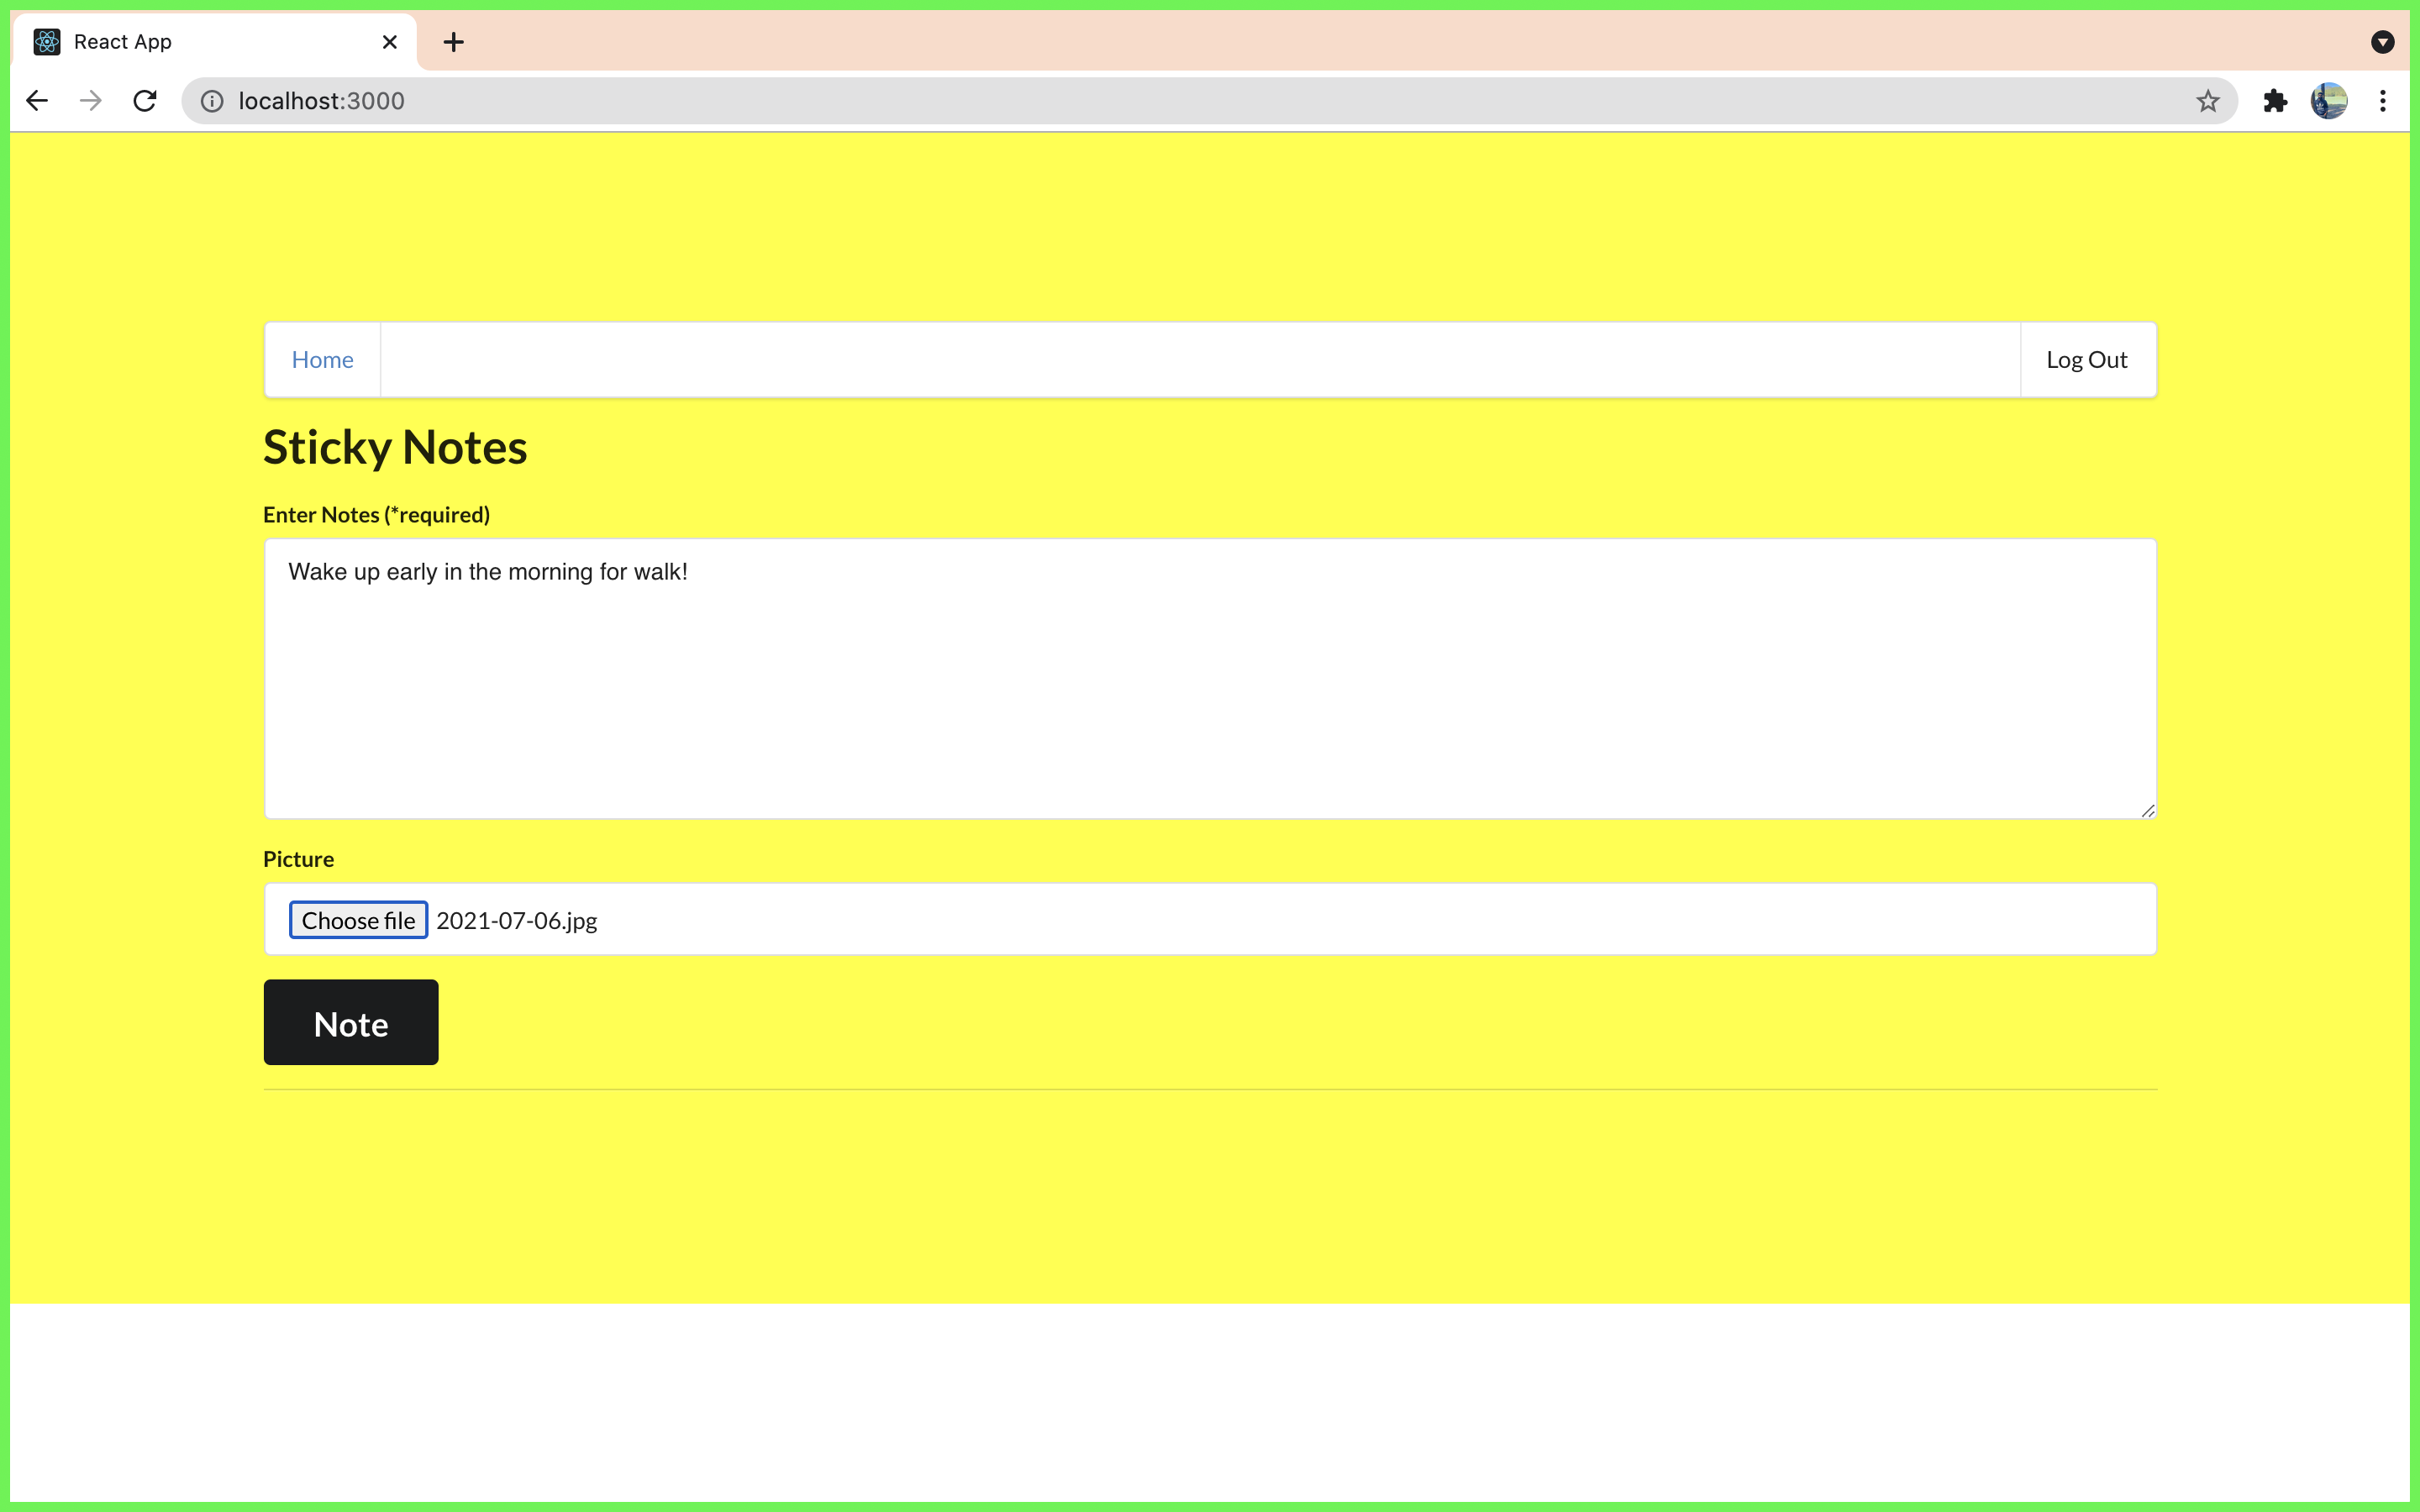 React App
localhost:3000
Home
Log Out
Sticky Notes
Enter Notes (*required)
Wake up early in the morning for walk!
Picture
Choose file 2021-07-06.jpg
Note